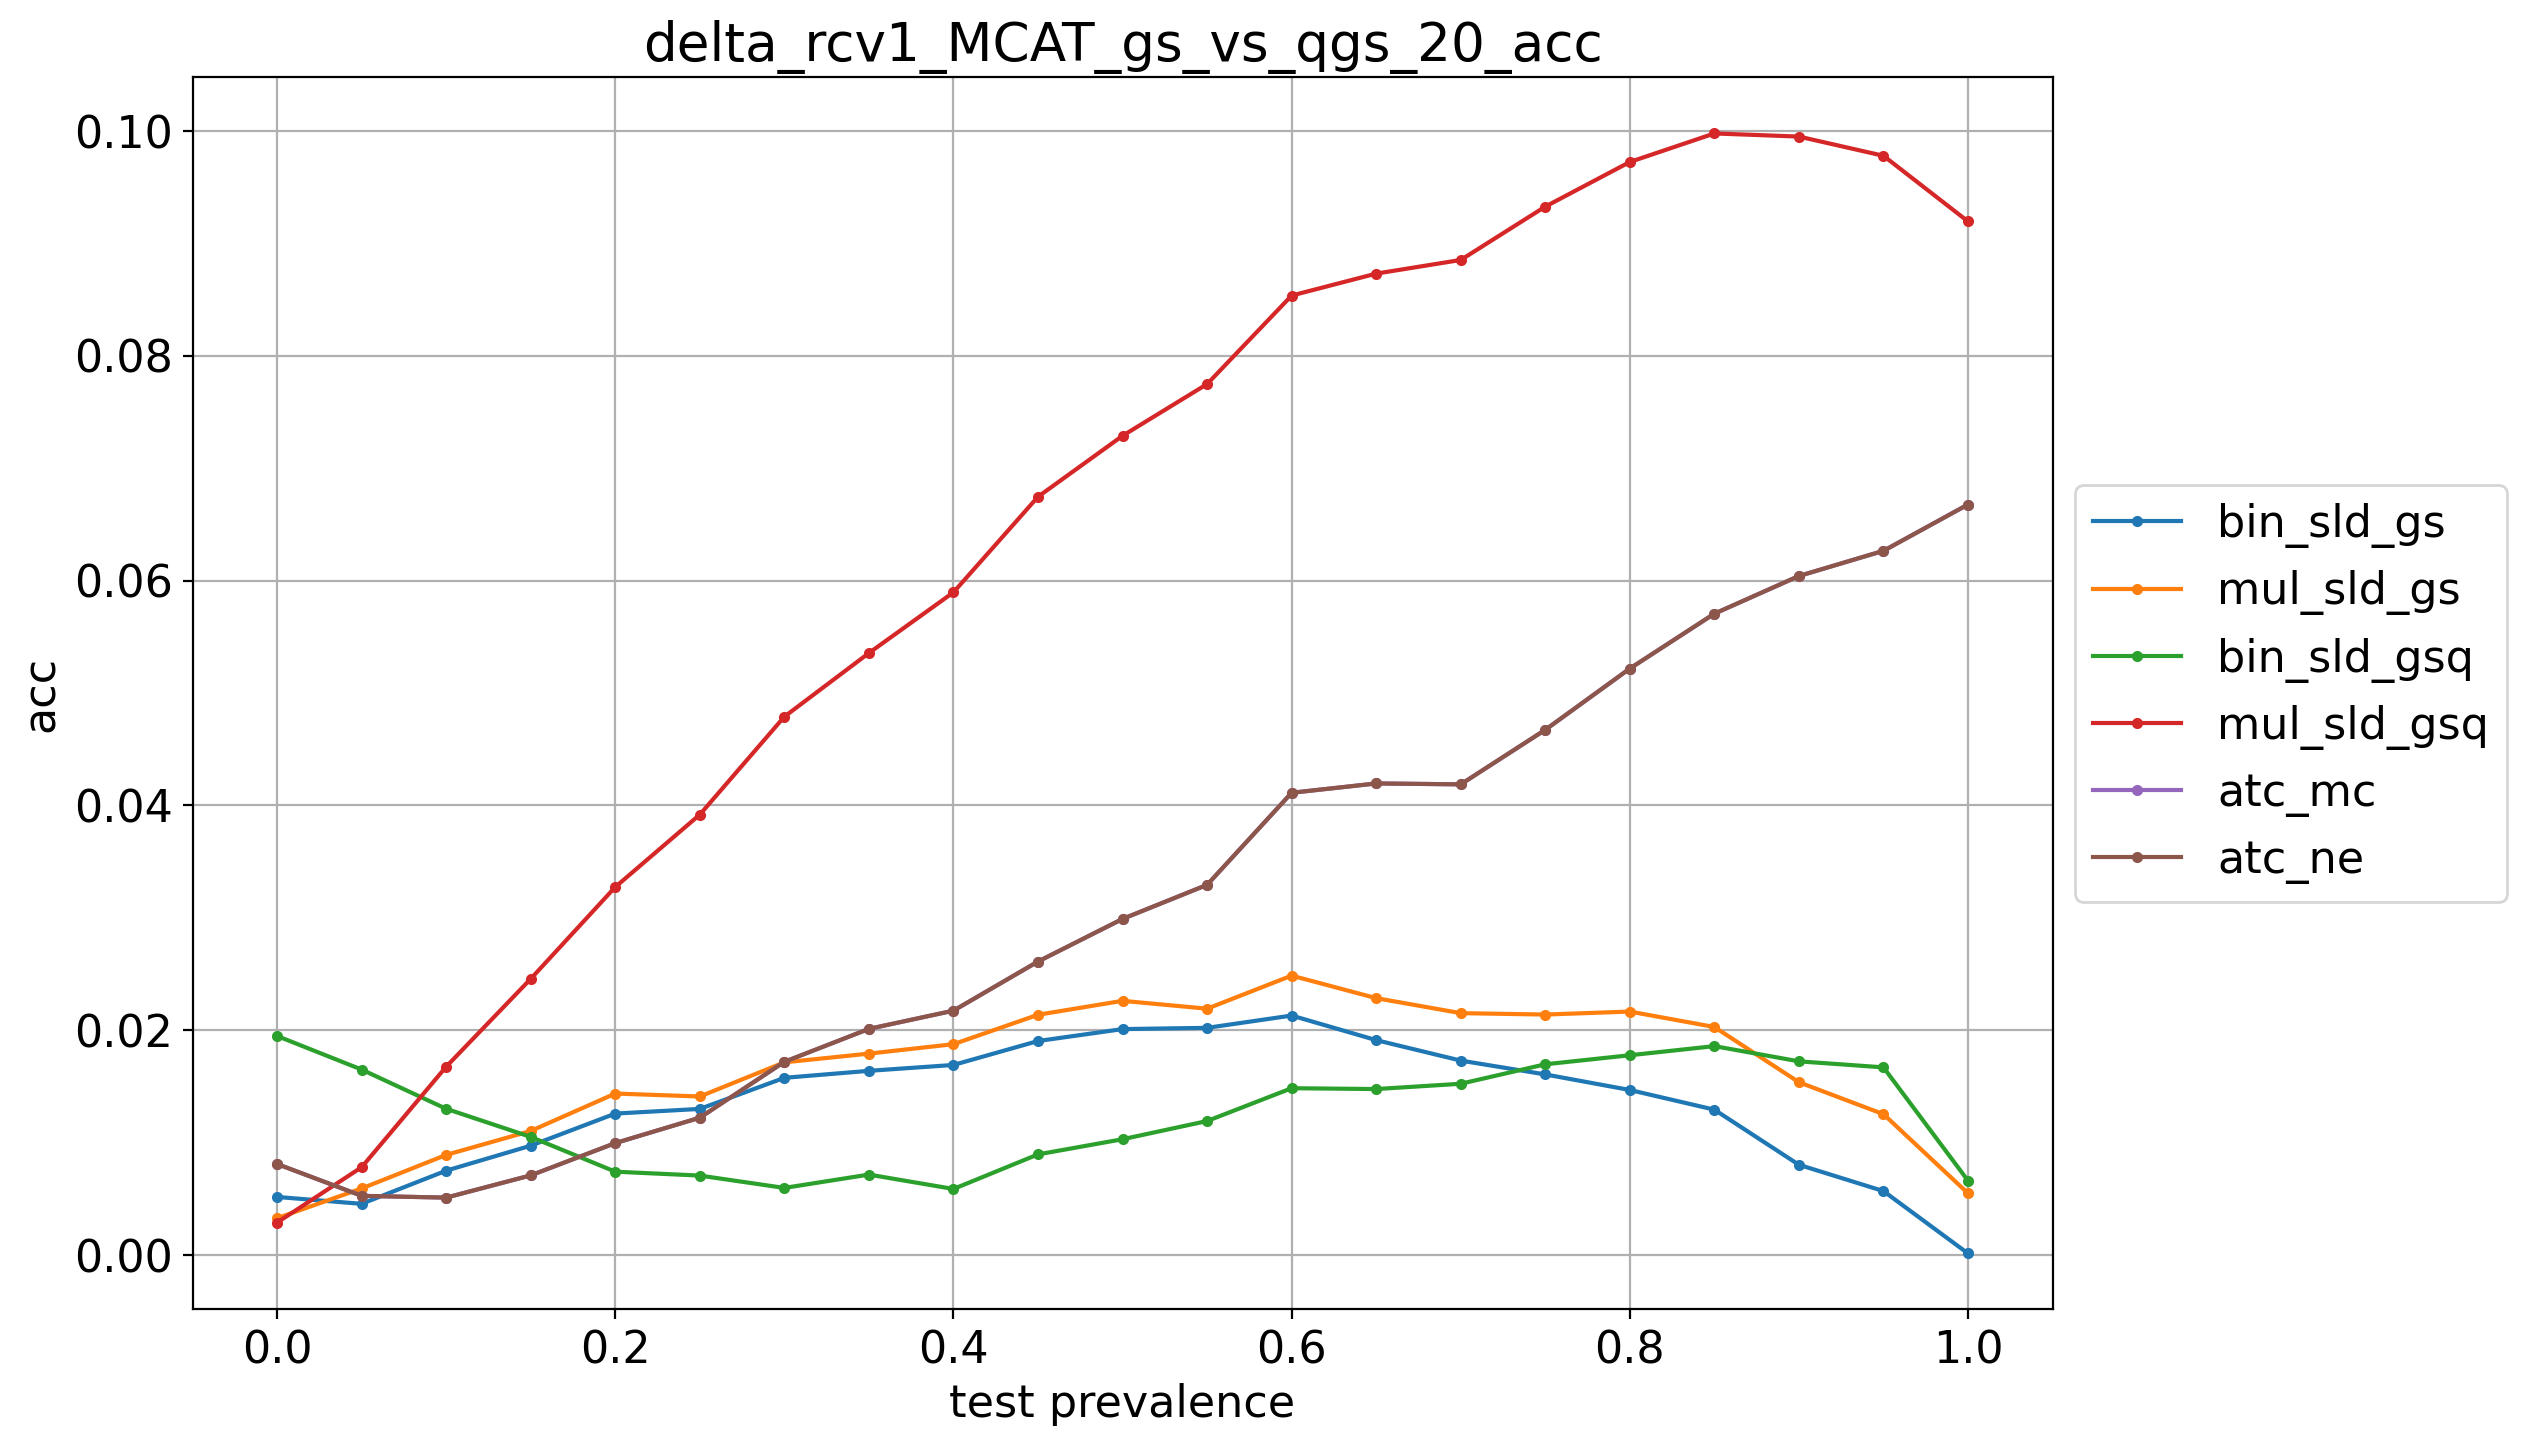 delta_rcv1_MCAT_gs_vs_qgs_20_acc
0.10
0.08
0.06
0.04
0.02
0.00
acc
0.0 0.2 0.4 0.6 0.8 1.0
test prevalence
bin_sld_gs
mul_sld_gs
bin_sld_gsq
mul_sld_gsq
atc_mc
atc_ne